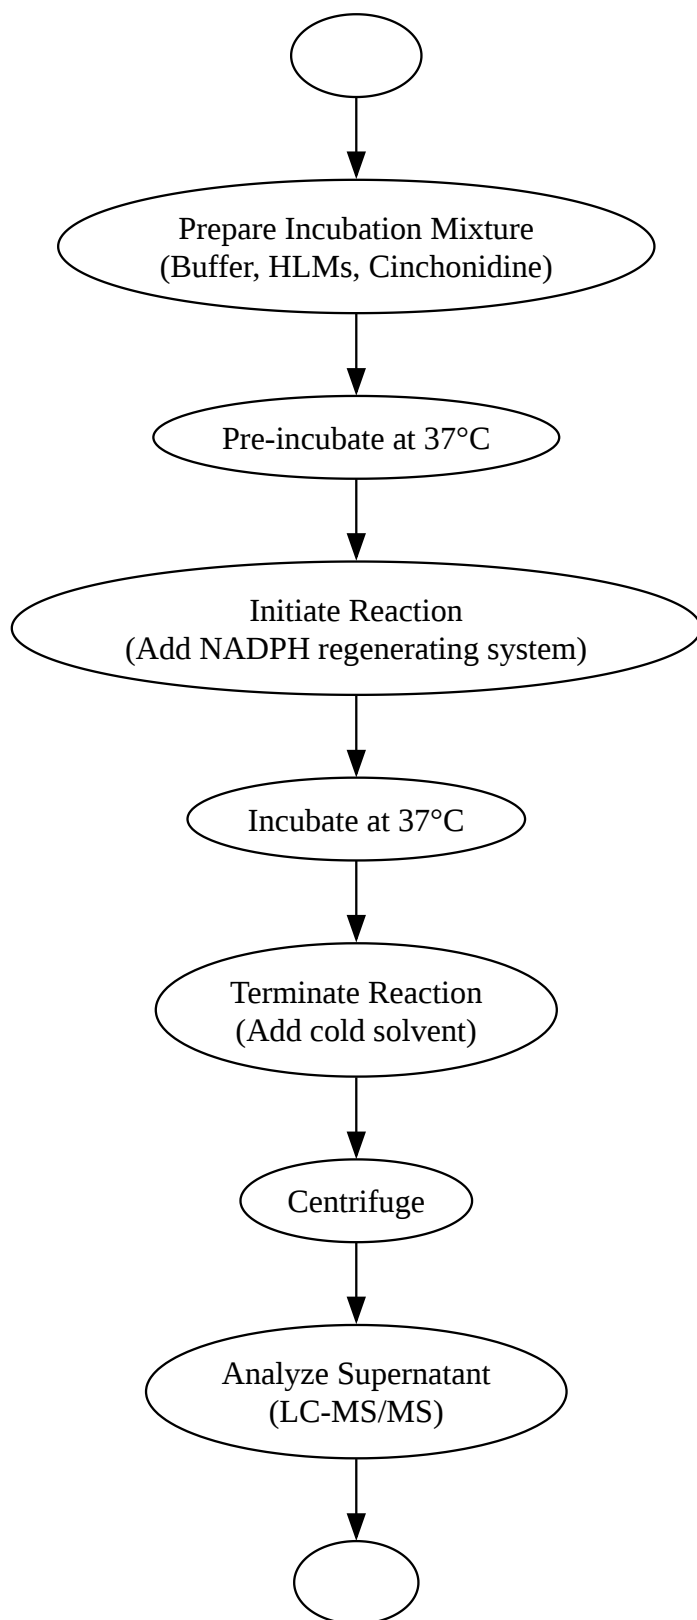 Prepare Incubation Mixture
(Buffer, HLMs, Cinchonidine)
Pre-incubate at 37°C
Initiate Reaction
(Add NADPH regenerating system)
Incubate at 37°C
Terminate Reaction
(Add cold solvent)
Centrifuge
Analyze Supernatant
(LC-MS/MS)